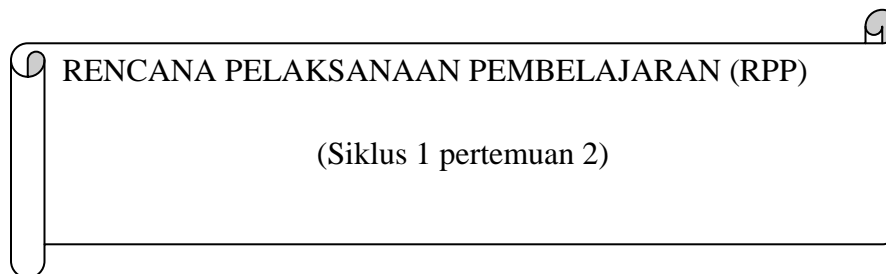 RENCANA PELAKSANAAN PEMBELAJARAN (RPP)
(Siklus 1 pertemuan 2)